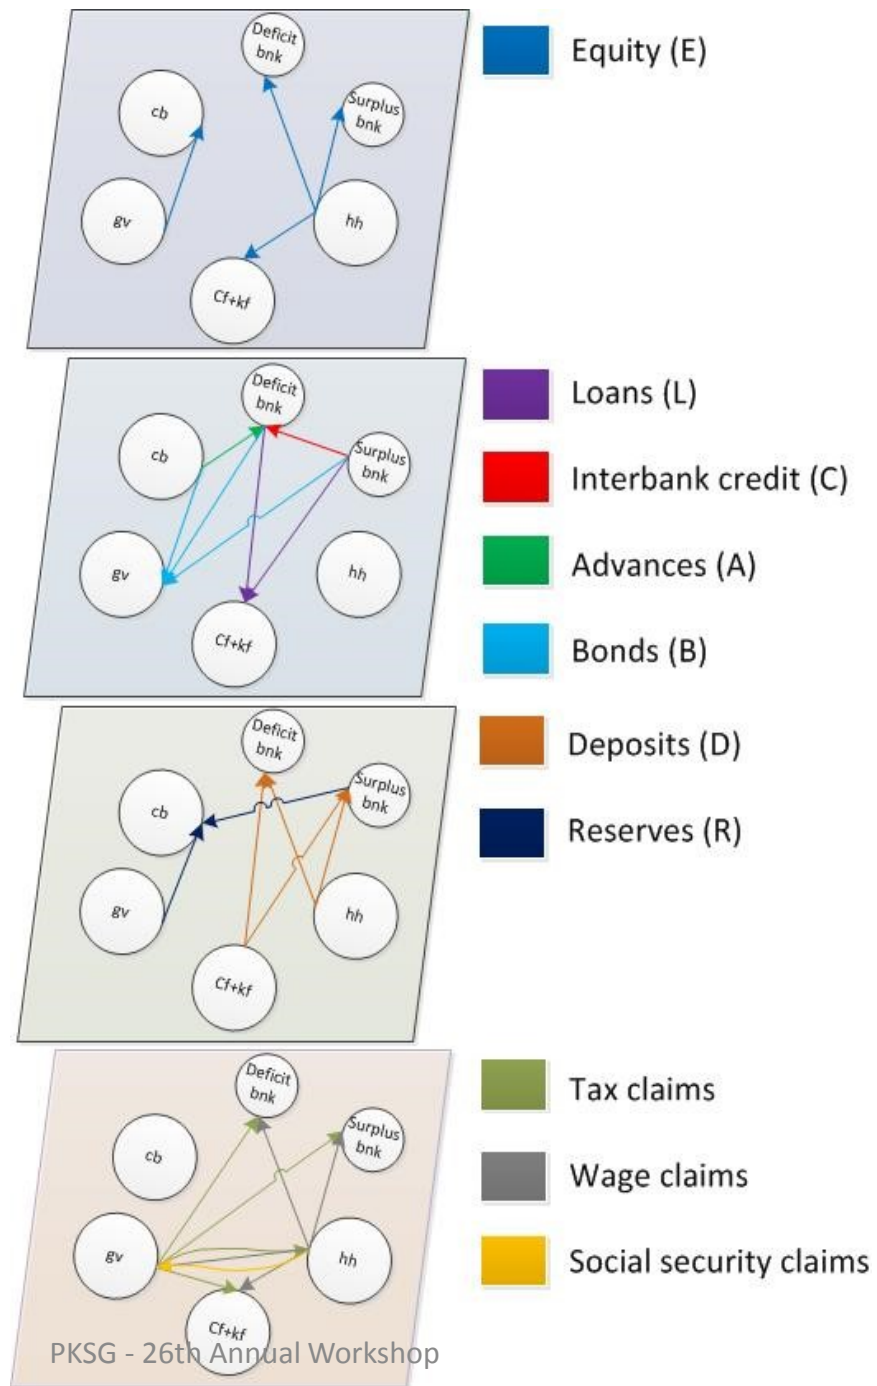 Deficit
bnk
Equity (E)
cb
Surplus
bnk
gv
hh
Cf+kf
Deficit
bnk
Loans (L)
cb
Surplus
bnk
Interbank credit (C)
gv
hh
Advances (A)
Cf+kf
Bonds (B)
Deficit
bnk
Deposits (D)
cb
Surplus
bnk
Reserves (R)
gv
hh
Cf+kf
Deficit
bnk
Tax claims
cb
Surplus
bnk
Wage claims
gv
hh
Social security claims
Cf+kf
PKSG - 26th Annual Workshop